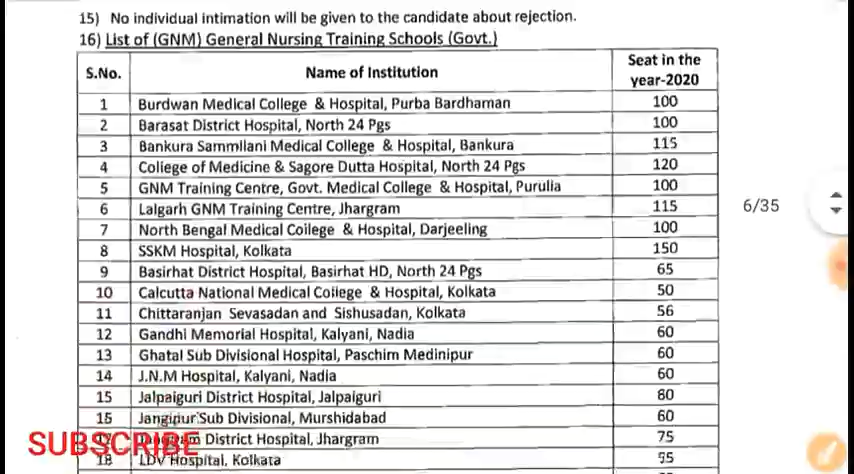 15) No individual intimation will be given to the candidate about rejection.
16) List of (GNM) General Nursing Training Schools (Govt.)
S.No. Name of Institution Seat in the year-2020
1 Burdwan Medical College & Hospital, Purba Bardhaman 100
2 Barasat District Hospital, North 24 Pgs 100
3 Bankura Sammilani Medical College & Hospital, Bankura 115
4 College of Medicine & Sagore Dutta Hospital, North 24 Pgs 120
5 GNM Training Centre, Govt. Medical College & Hospital, Purulia 100
6 Lalgarh GNM Training Centre, Jhargram 115
7 North Bengal Medical College & Hospital, Darjeeling 100
8 SSKM Hospital, Kolkata 150
9 Basirhat District Hospital, Basirhat HD, North 24 Pgs 65
10 Calcutta National Medical College & Hospital, Kolkata 50
11 Chittaranjan Sevasadan and Sishusadan, Kolkata 56
12 Gandhi Memorial Hospital, Kalyani, Nadia 60
13 Ghatal Sub Divisional Hospital, Paschim Medinipur 60
14 J.N.M Hospital, Kalyani, Nadia 60
15 Jalpaiguri District Hospital, Jalpaiguri 60
16 Jangipur Sub Divisional, Murshidabad 60
District Hospital, Jhargram 75
18 LDV Hospital, Kolkata
6/35
SUBSCRIBE